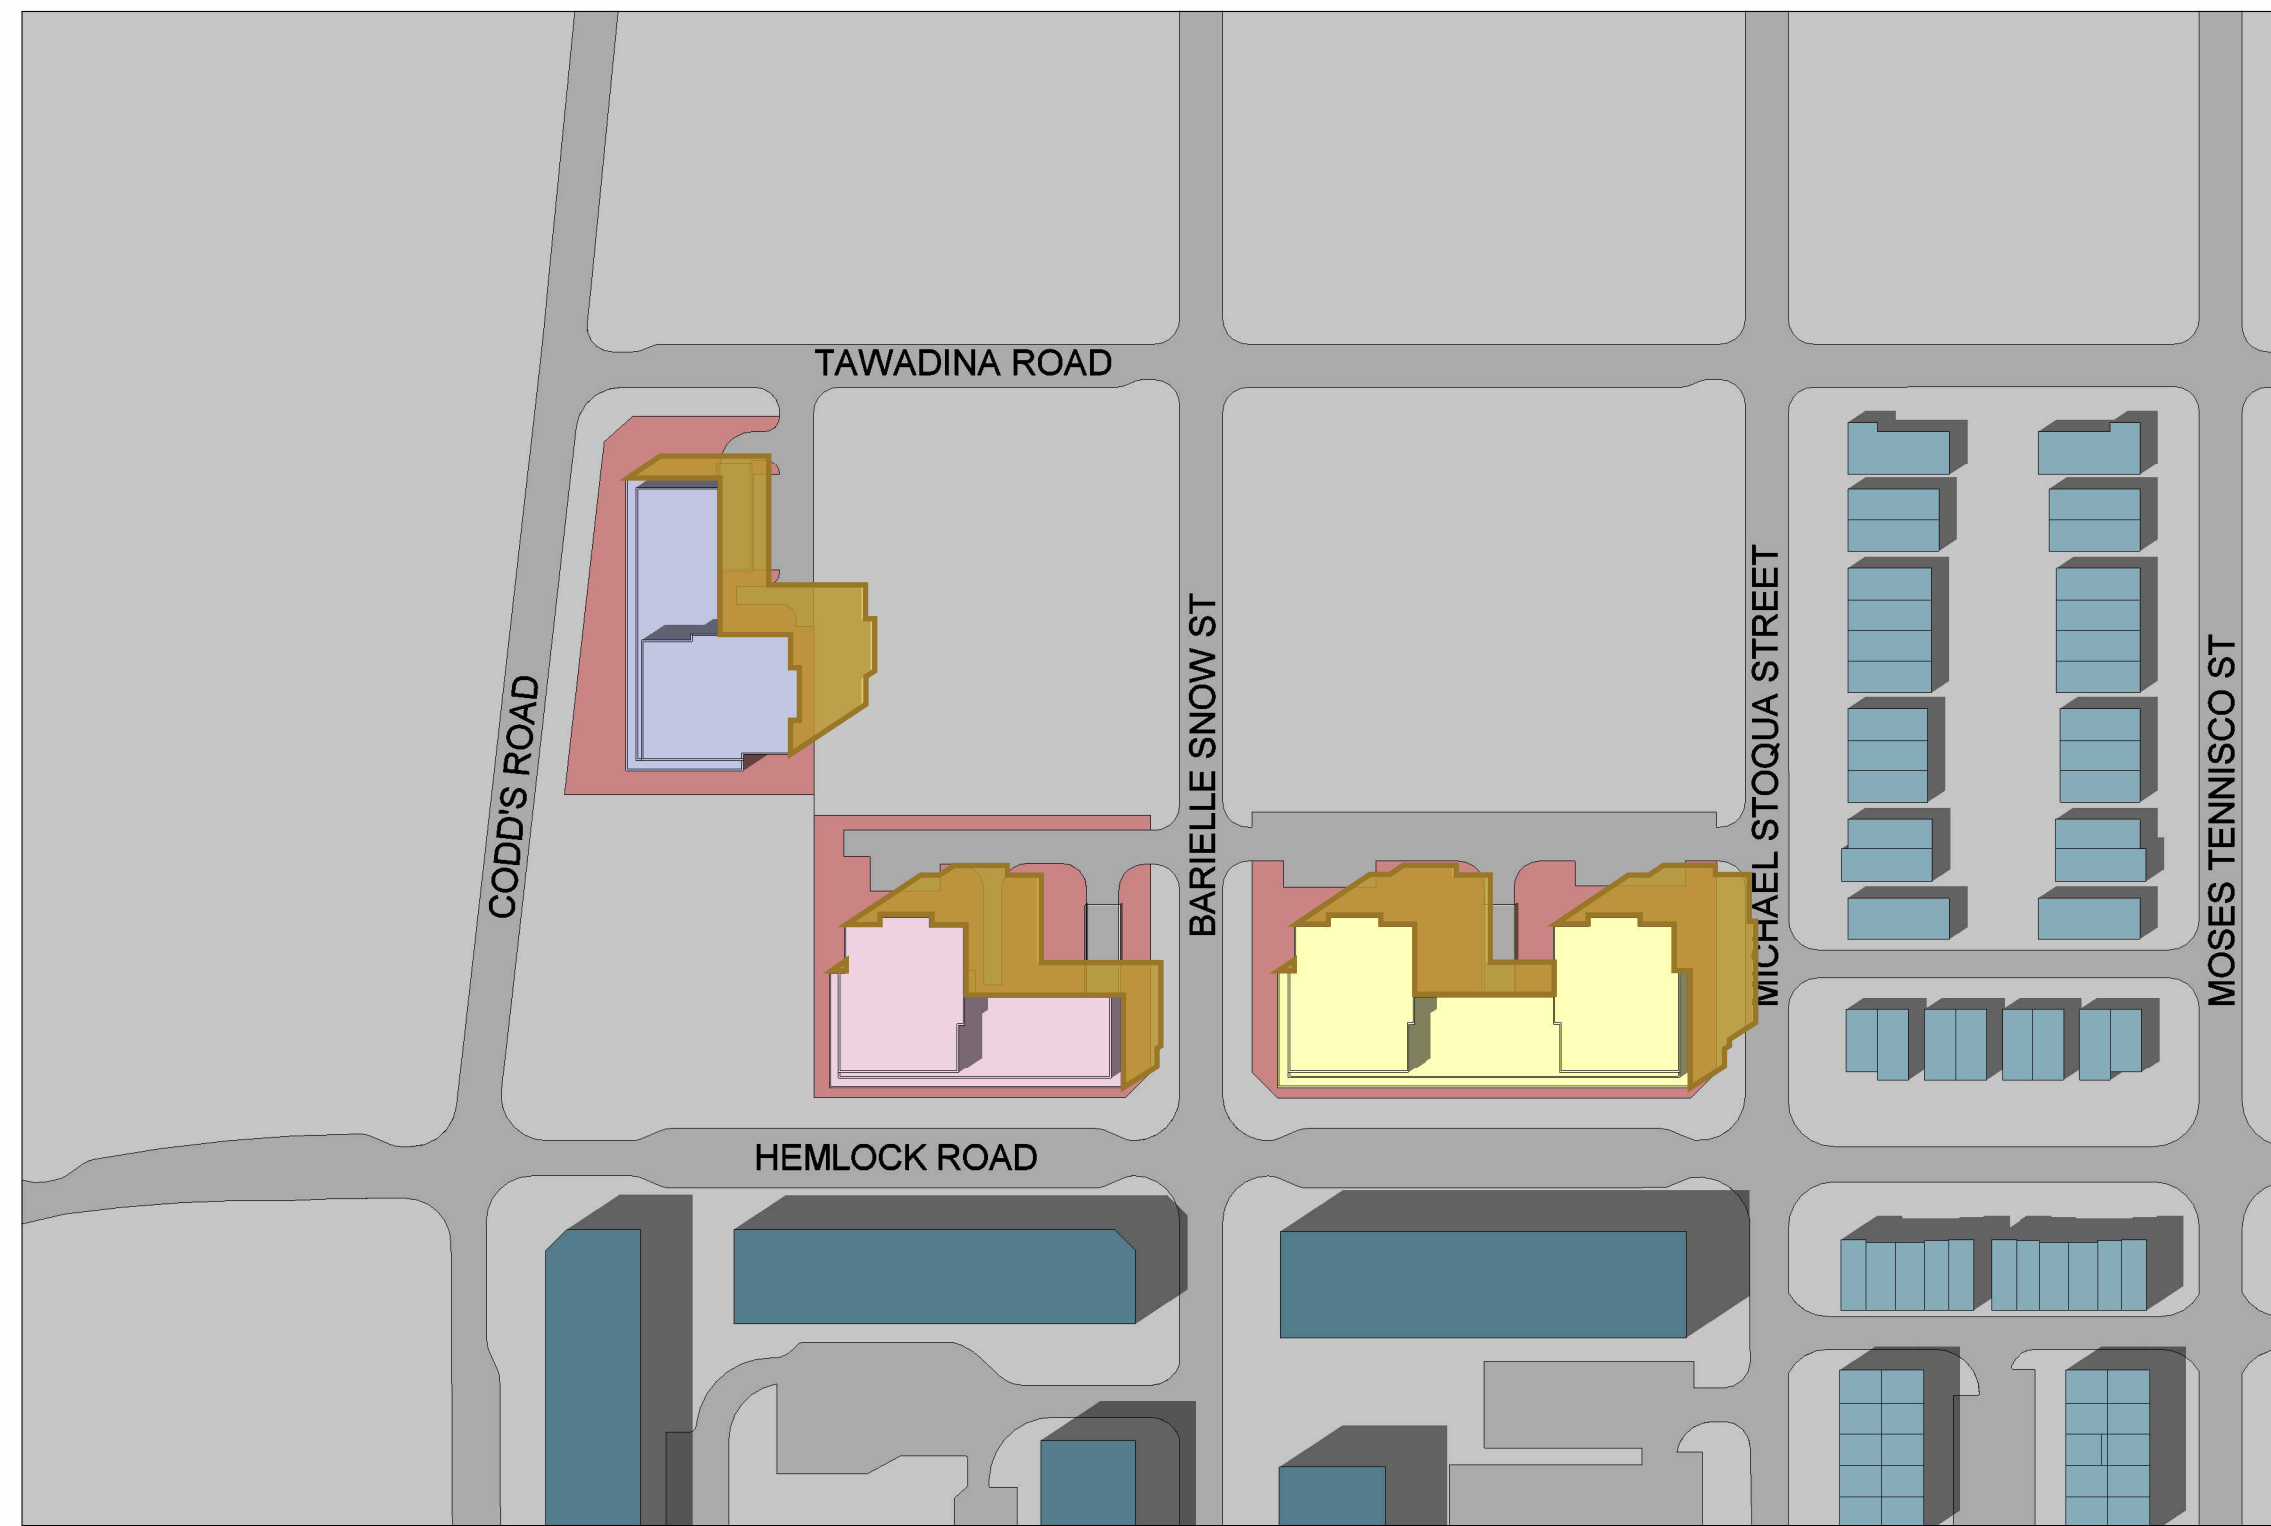 TAWADINA ROAD
CODD'S ROAD
BARIELLE SNOW ST
MICHAEL STOQUA STREET
MOSES TENNISCO ST
HEMLOCK ROAD